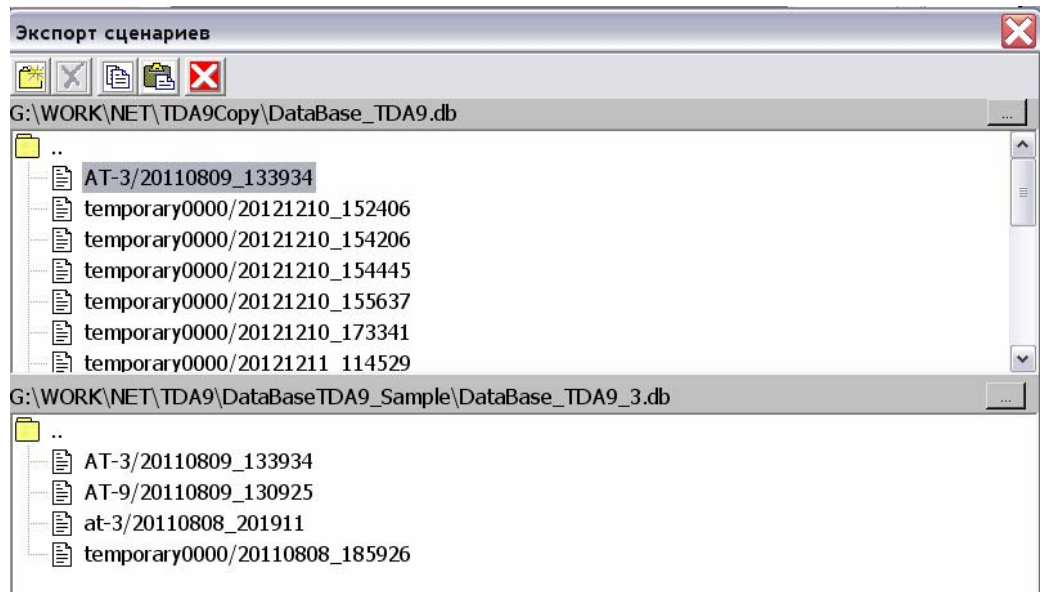 Экспорт сценариев
G:\WORK\NET\TDA9Copy\DataBase_TDA9.db
...
..
AT-3/20110809_133934
temporary0000/20121210_152406
temporary0000/20121210_154206
temporary0000/20121210_154445
temporary0000/20121210_155637
temporary0000/20121210_173341
temporary0000/20121211_114529
G:\WORK\NET\TDA9\DataBaseTDA9_Sample\DataBase_TDA9_3.db
...
..
AT-3/20110809_133934
AT-9/20110809_130925
at-3/20110808_201911
temporary0000/20110808_185926